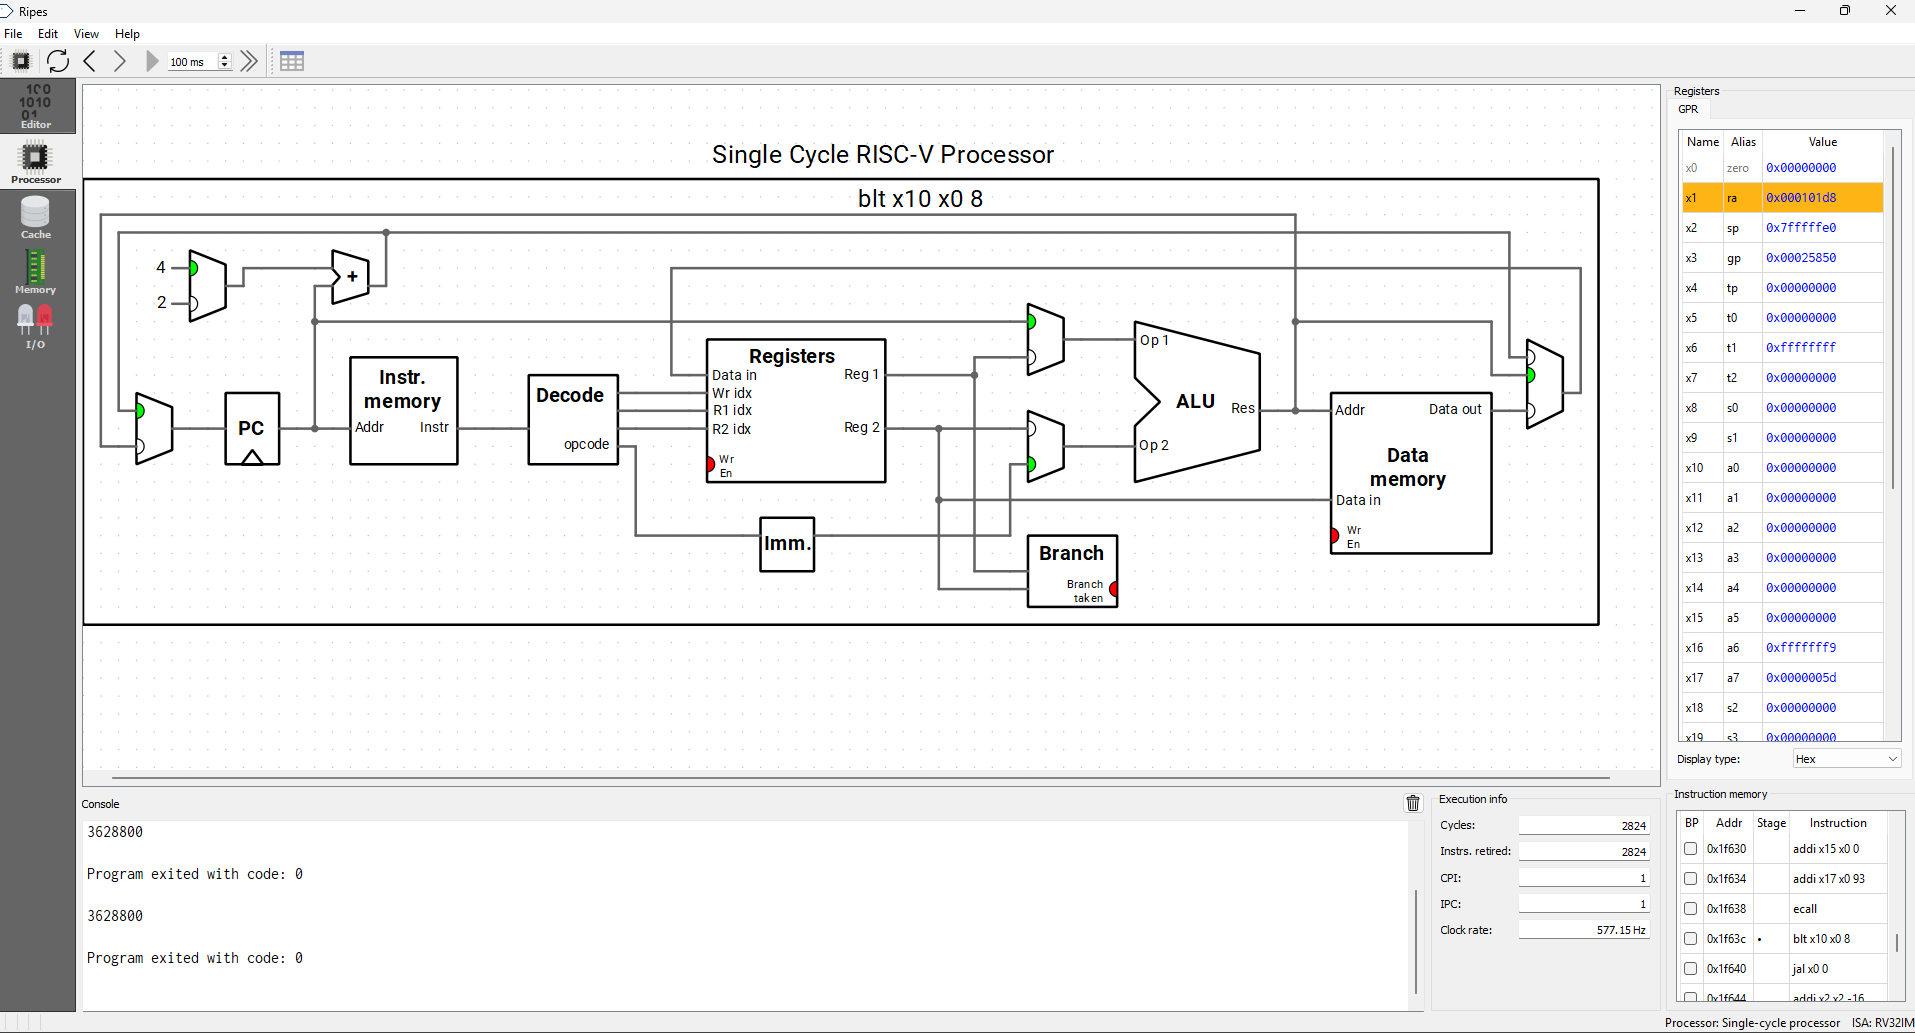 Ripes
File Edit View Help
100 ms
Editor
Processor
Cache
Memory
I/O
Single Cycle RISC-V Processor
blt x10 x0 8
4
2
+
PC
Instr.
memory
Addr
Instr
Decode
opcode
Registers
Data in
Wr idx
R1 idx
R2 idx
Wr
En
Reg 1
Reg 2
Imm.
Op 1
Op 2
ALU
Res
Branch
Branch
taken
Addr
Data out
Data
memory
Data in
Wr
En
Registers
GPR
Name Alias Value
x0 zero 0x00000000
x1 ra 0x000101d8
x2 sp 0x7fffffe0
x3 gp 0x00025850
x4 tp 0x00000000
x5 t0 0x00000000
x6 t1 0xffffffff
x7 t2 0x00000000
x8 s0 0x00000000
x9 s1 0x00000000
x10 a0 0x00000000
x11 a1 0x00000000
x12 a2 0x00000000
x13 a3 0x00000000
x14 a4 0x00000000
x15 a5 0x00000000
x16 a6 0xfffffff9
x17 a7 0x0000005d
x18 s2 0x00000000
x19 s3 0x00000000
Display type: Hex
Console
3628800
Program exited with code: 0
3628800
Program exited with code: 0
Execution info
Cycles: 2824
Instrs. retired: 2824
CPI: 1
IPC: 1
Clock rate: 577.15 Hz
Instruction memory
BP Addr Stage Instruction
0x1f630 addi x15 x0 0
0x1f634 addi x17 x0 93
0x1f638 ecall
0x1f63c • blt x10 x0 8
0x1f640 jal x0 0
0x1f644 addi x2 x2 -16
Processor: Single-cycle processor ISA: RV32IM